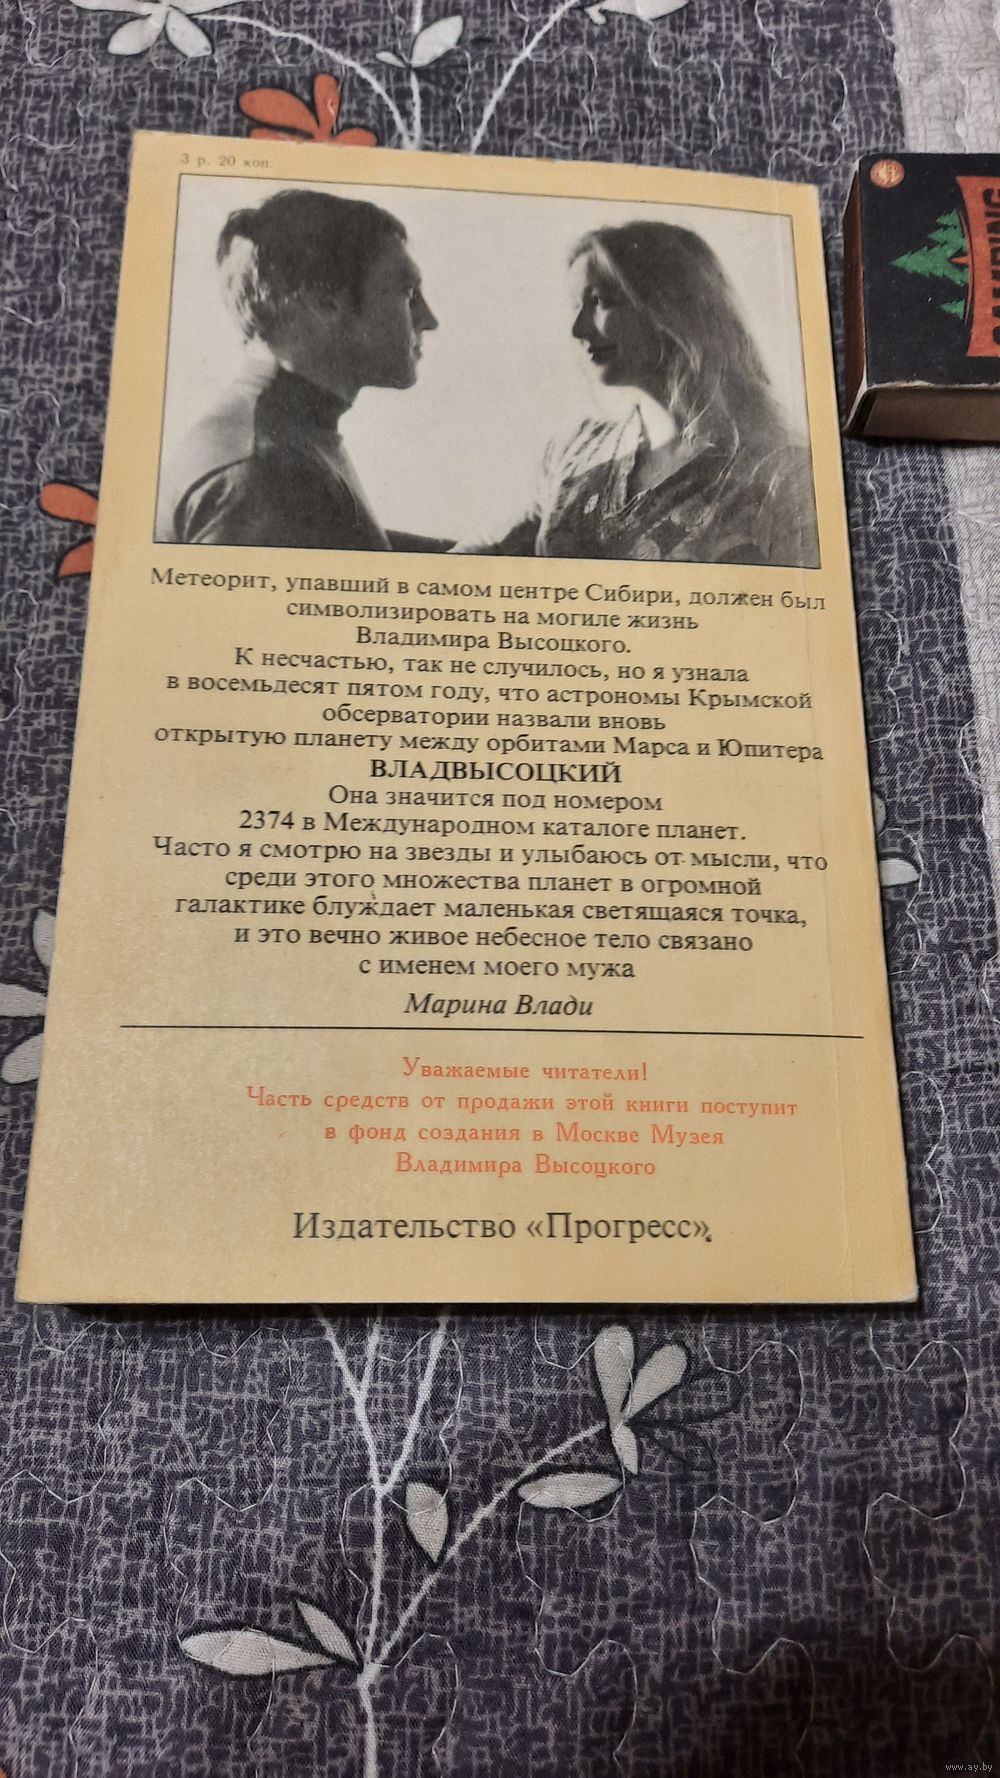 3 р. 20 коп.
Метеорит, упавший в самом центре Сибири, должен был
символизировать на могиле жизнь
Владимира Высоцкого.
К несчастью, так не случилось, но я узнала
в восемьдесят пятом году, что астрономы Крымской
обсерватории назвали вновь
открытую планету между орбитами Марса и Юпитера
ВЛАДВЫСОЦКИЙ
Она значится под номером
2374 в Международном каталоге планет.
Часто я смотрю на звезды и улыбаюсь от мысли, что
среди этого множества планет в огромной
галактике блуждает маленькая светящаяся точка,
и это вечно живое небесное тело связано
с именем моего мужа
Марина Влади
Уважаемые читатели!
Часть средств от продажи этой книги поступит
в фонд создания в Москве Музея
Владимира Высоцкого
Издательство «Прогресс».
CAMPING
www.ay.by